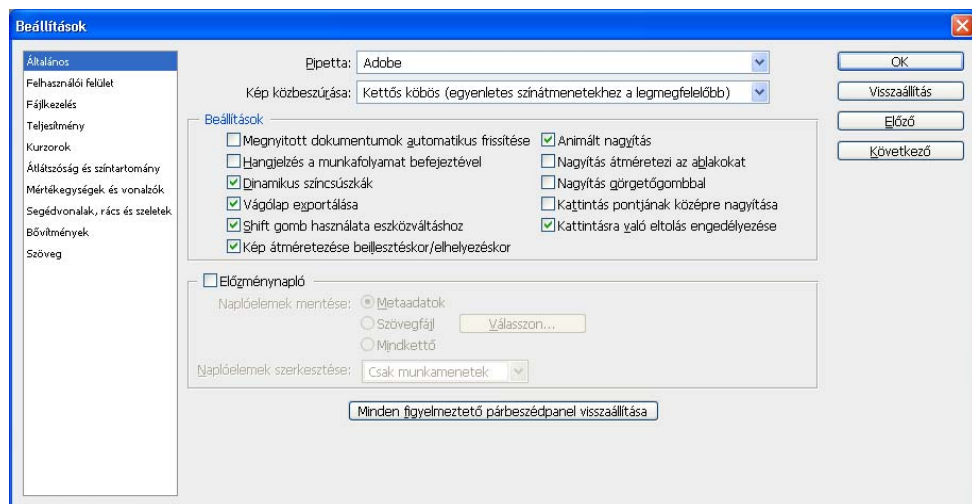 Beállítások
Általános
Felhasználói felület
Fájlkezelés
Teljesítmény
Kurzorok
Átlátszóság és színtartomány
Mértékegységek és vonalzók
Segédvonalak, rács és szeletek
Bővítmények
Szöveg
Pipetta: Adobe
Kép közbeszúrása: Kettős köbös (egyenletes színátmenetekhez a legmegfelelőbb)
Beállítások
Megnyitott dokumentumok automatikus frissítése
Hangjelzés a munkafolyamat befejeztével
Dinamikus színcsúszkák
Vágólap exportálása
Shift gomb használata eszközváltáshoz
Kép átméretezése beillesztéskor/elhelyezéskor
Animált nagyítás
Nagyítás átméretezi az ablakokat
Nagyítás görgetőgombbal
Kattintás pontjának középre nagyítása
Kattintásra való eltolás engedélyezése
Előzménynapló
Naplóelemek mentése: Metaadatok
Szövegfájl Válasszon...
Mindkettő
Naplóelemek szerkesztése: Csak munkamenetek
Minden figyelmeztető párbeszédpanel visszaállítása
OK
Visszaállítás
Előző
Következő